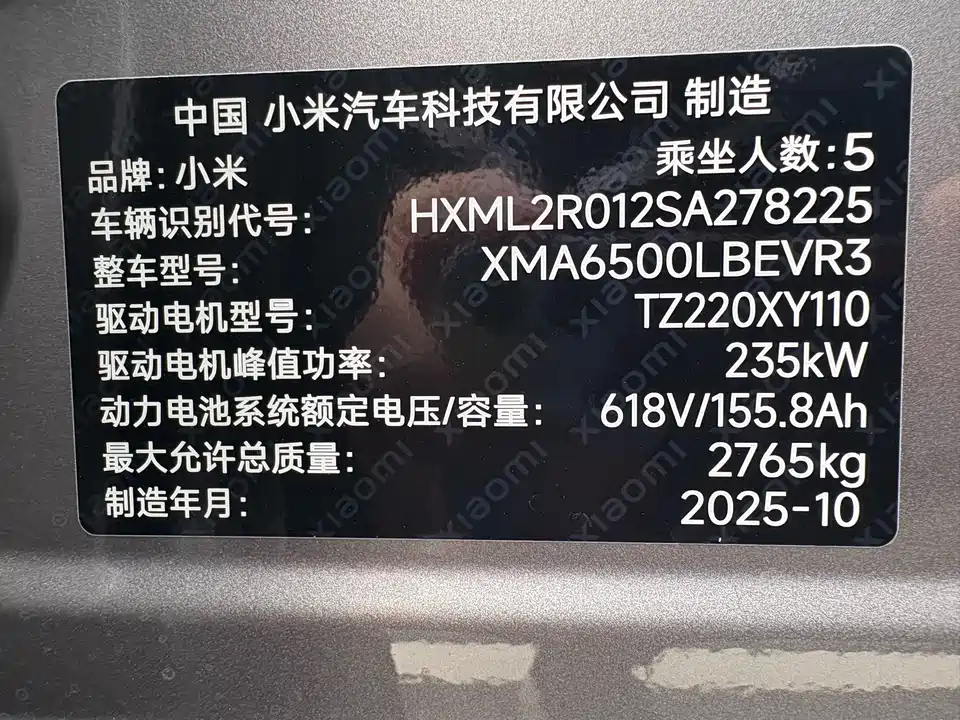 中国 小米汽车科技有限公司 制造
品牌: 小米 乘坐人数: 5
车辆识别代号: HXML2R012SA278225
整车型号: XMA6500LBEVR3
驱动电机型号: TZ220XY110
驱动电机峰值功率: 235kW
动力电池系统额定电压/容量: 618V/155.8Ah
最大允许总质量: 2765kg
制造年月: 2025-10